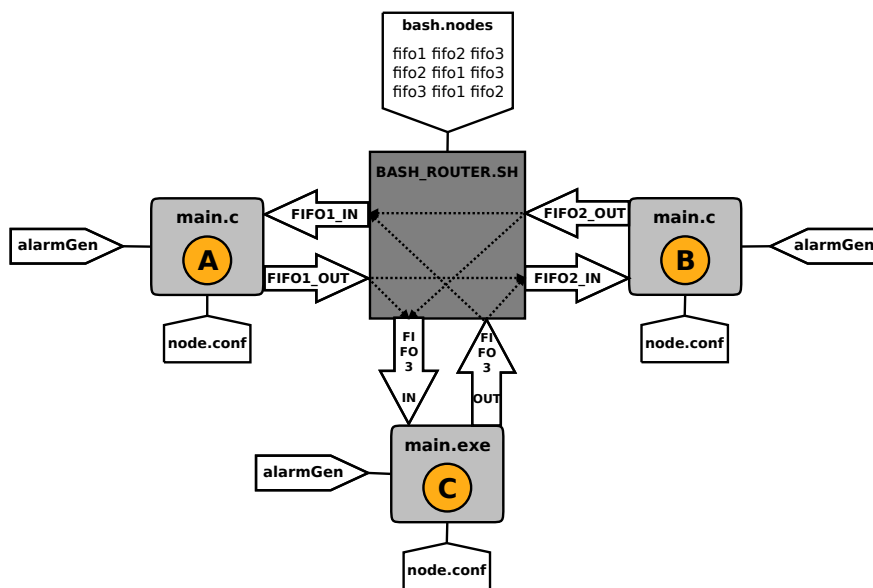 bash.nodes
fifo1 fifo2 fifo3
fifo2 fifo1 fifo3
fifo3 fifo1 fifo2
BASH_ROUTER.SH
main.c
FIFO1_IN
FIFO2_OUT
main.c
alarmGen
A
B
alarmGen
FIFO1_OUT
FIFO2_IN
node.conf
node.conf
FI
FO
3
IN
FI
FO
3
OUT
main.exe
alarmGen
C
node.conf